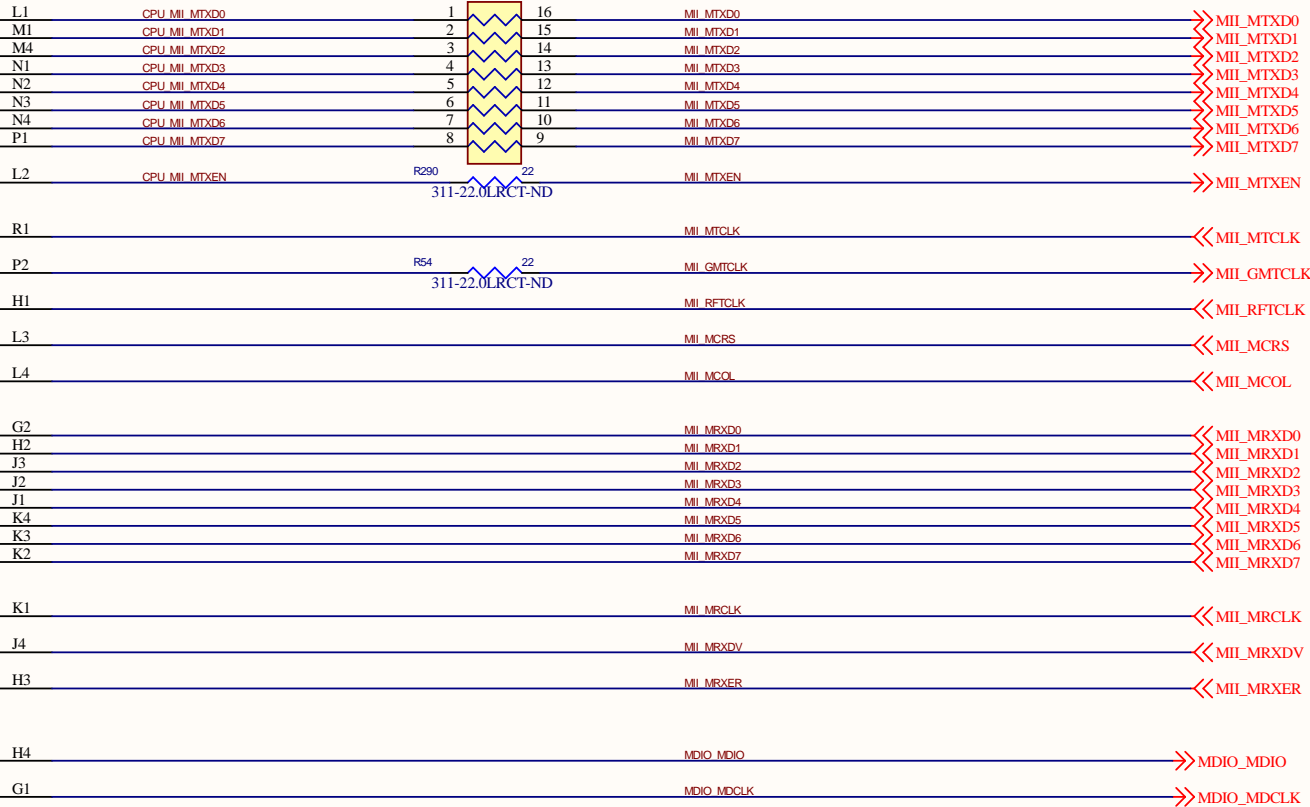 L1 CPU_MII_MTXD0 1 16 MII_MTXD0 MII_MTXD0
M1 CPU_MII_MTXD1 2 15 MII_MTXD1 MII_MTXD1
M4 CPU_MII_MTXD2 3 14 MII_MTXD2 MII_MTXD2
N1 CPU_MII_MTXD3 4 13 MII_MTXD3 MII_MTXD3
N2 CPU_MII_MTXD4 5 12 MII_MTXD4 MII_MTXD4
N3 CPU_MII_MTXD5 6 11 MII_MTXD5 MII_MTXD5
N4 CPU_MII_MTXD6 7 10 MII_MTXD6 MII_MTXD6
P1 CPU_MII_MTXD7 8 9 MII_MTXD7 MII_MTXD7
L2 CPU_MII_MTXEN R290 22 MII_MTXEN MII_MTXEN
311-22.0LRCT-ND
R1 MII_MTCLK MII_MTCLK
P2 R54 22 MII_GMTCLK MII_GMTCLK
311-22.0LRCT-ND
H1 MII_RFTCLK MII_RFTCLK
L3 MII_MCRS MII_MCRS
L4 MII_MCOL MII_MCOL
G2 MII_MRXD0 MII_MRXD0
H2 MII_MRXD1 MII_MRXD1
J3 MII_MRXD2 MII_MRXD2
J2 MII_MRXD3 MII_MRXD3
J1 MII_MRXD4 MII_MRXD4
K4 MII_MRXD5 MII_MRXD5
K3 MII_MRXD6 MII_MRXD6
K2 MII_MRXD7 MII_MRXD7
K1 MII_MRCLK MII_MRCLK
J4 MII_MRXDV MII_MRXDV
H3 MII_MRXER MII_MRXER
H4 MDIO_MDIO MDIO_MDIO
G1 MDIO_MDCLK MDIO_MDCLK